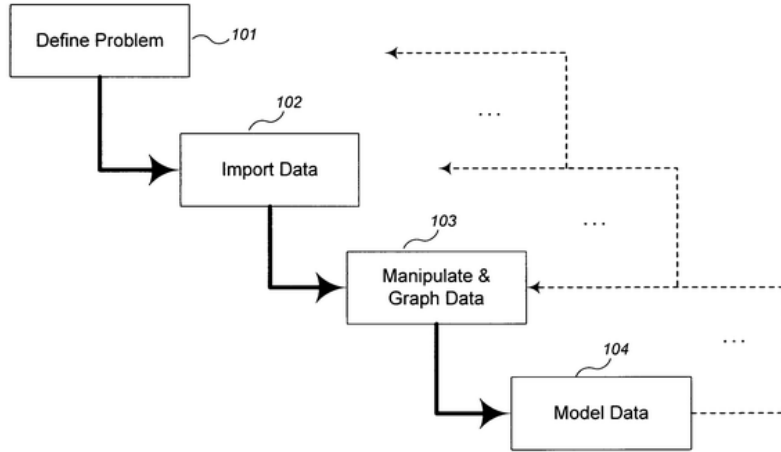 Define Problem
101
...
102
Import Data
...
103
Manipulate &
Graph Data
...
104
Model Data